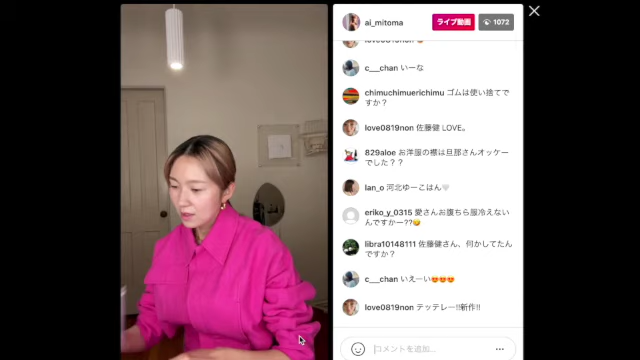 ai_mitoma
ライブ動画
1072
love0819non
c___chan いーな
chimuchimuerichimu ゴムは使い捨てで
すか？
love0819non 佐藤健 LOVE。
829aloe お洋服の襟は旦那さんオッケー
でした？？
Ian_o 河北ゆーこはん🤍
eriko_y_0315 愛さんお腹ちら服冷えない
んですかー??😜
libra10148111 佐藤健さん、何かしてたん
ですか？
c___chan いえーい😍😍😍
love0819non テッテレー!!新作!!
コメントを追加...